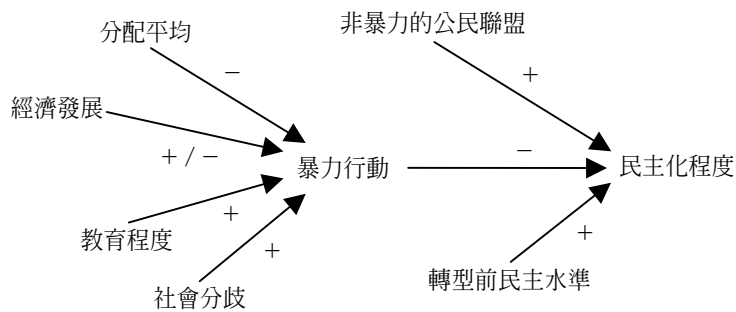 分配平均
非暴力的公民聯盟
−
+
經濟發展
+ / −
暴力行動
−
民主化程度
+
教育程度
+
+
轉型前民主水準
社會分歧